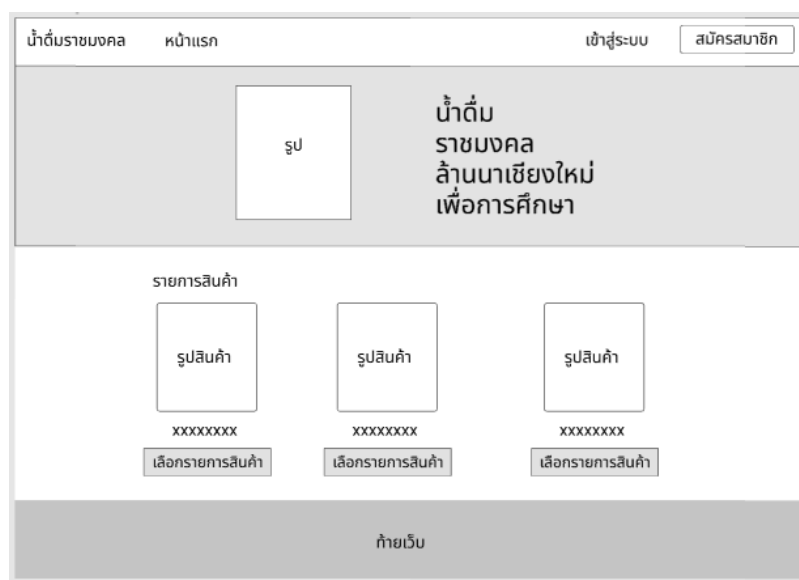 น้ำดื่มราชมงคล หน้าแรก เข้าสู่ระบบ สมัครสมาชิก
รูป
น้ำดื่ม
ราชมงคล
ล้านนาเชียงใหม่
เพื่อการศึกษา
รายการสินค้า
รูปสินค้า รูปสินค้า รูปสินค้า
xxxxxxxx xxxxxxxx xxxxxxxx
เลือกรายการสินค้า เลือกรายการสินค้า เลือกรายการสินค้า
ท้ายเว็บ